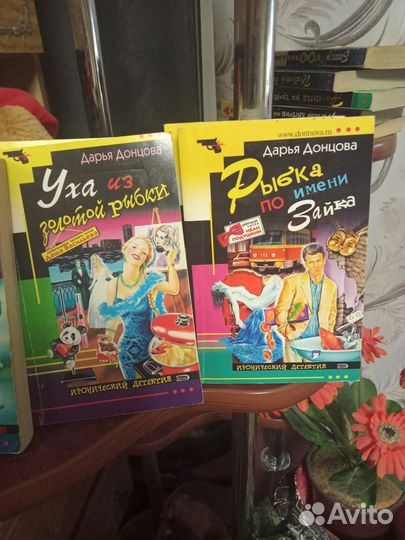 Дарья Донцова
Уха из
золотой рыбки
ИРОНИЧЕСКИЙ ДЕТЕКТИВ
www.dontsova.ru
Дарья Донцова
Рыбка
по имени
Зайка
ИРОНИЧЕСКИЙ ДЕТЕКТИВ
Avito